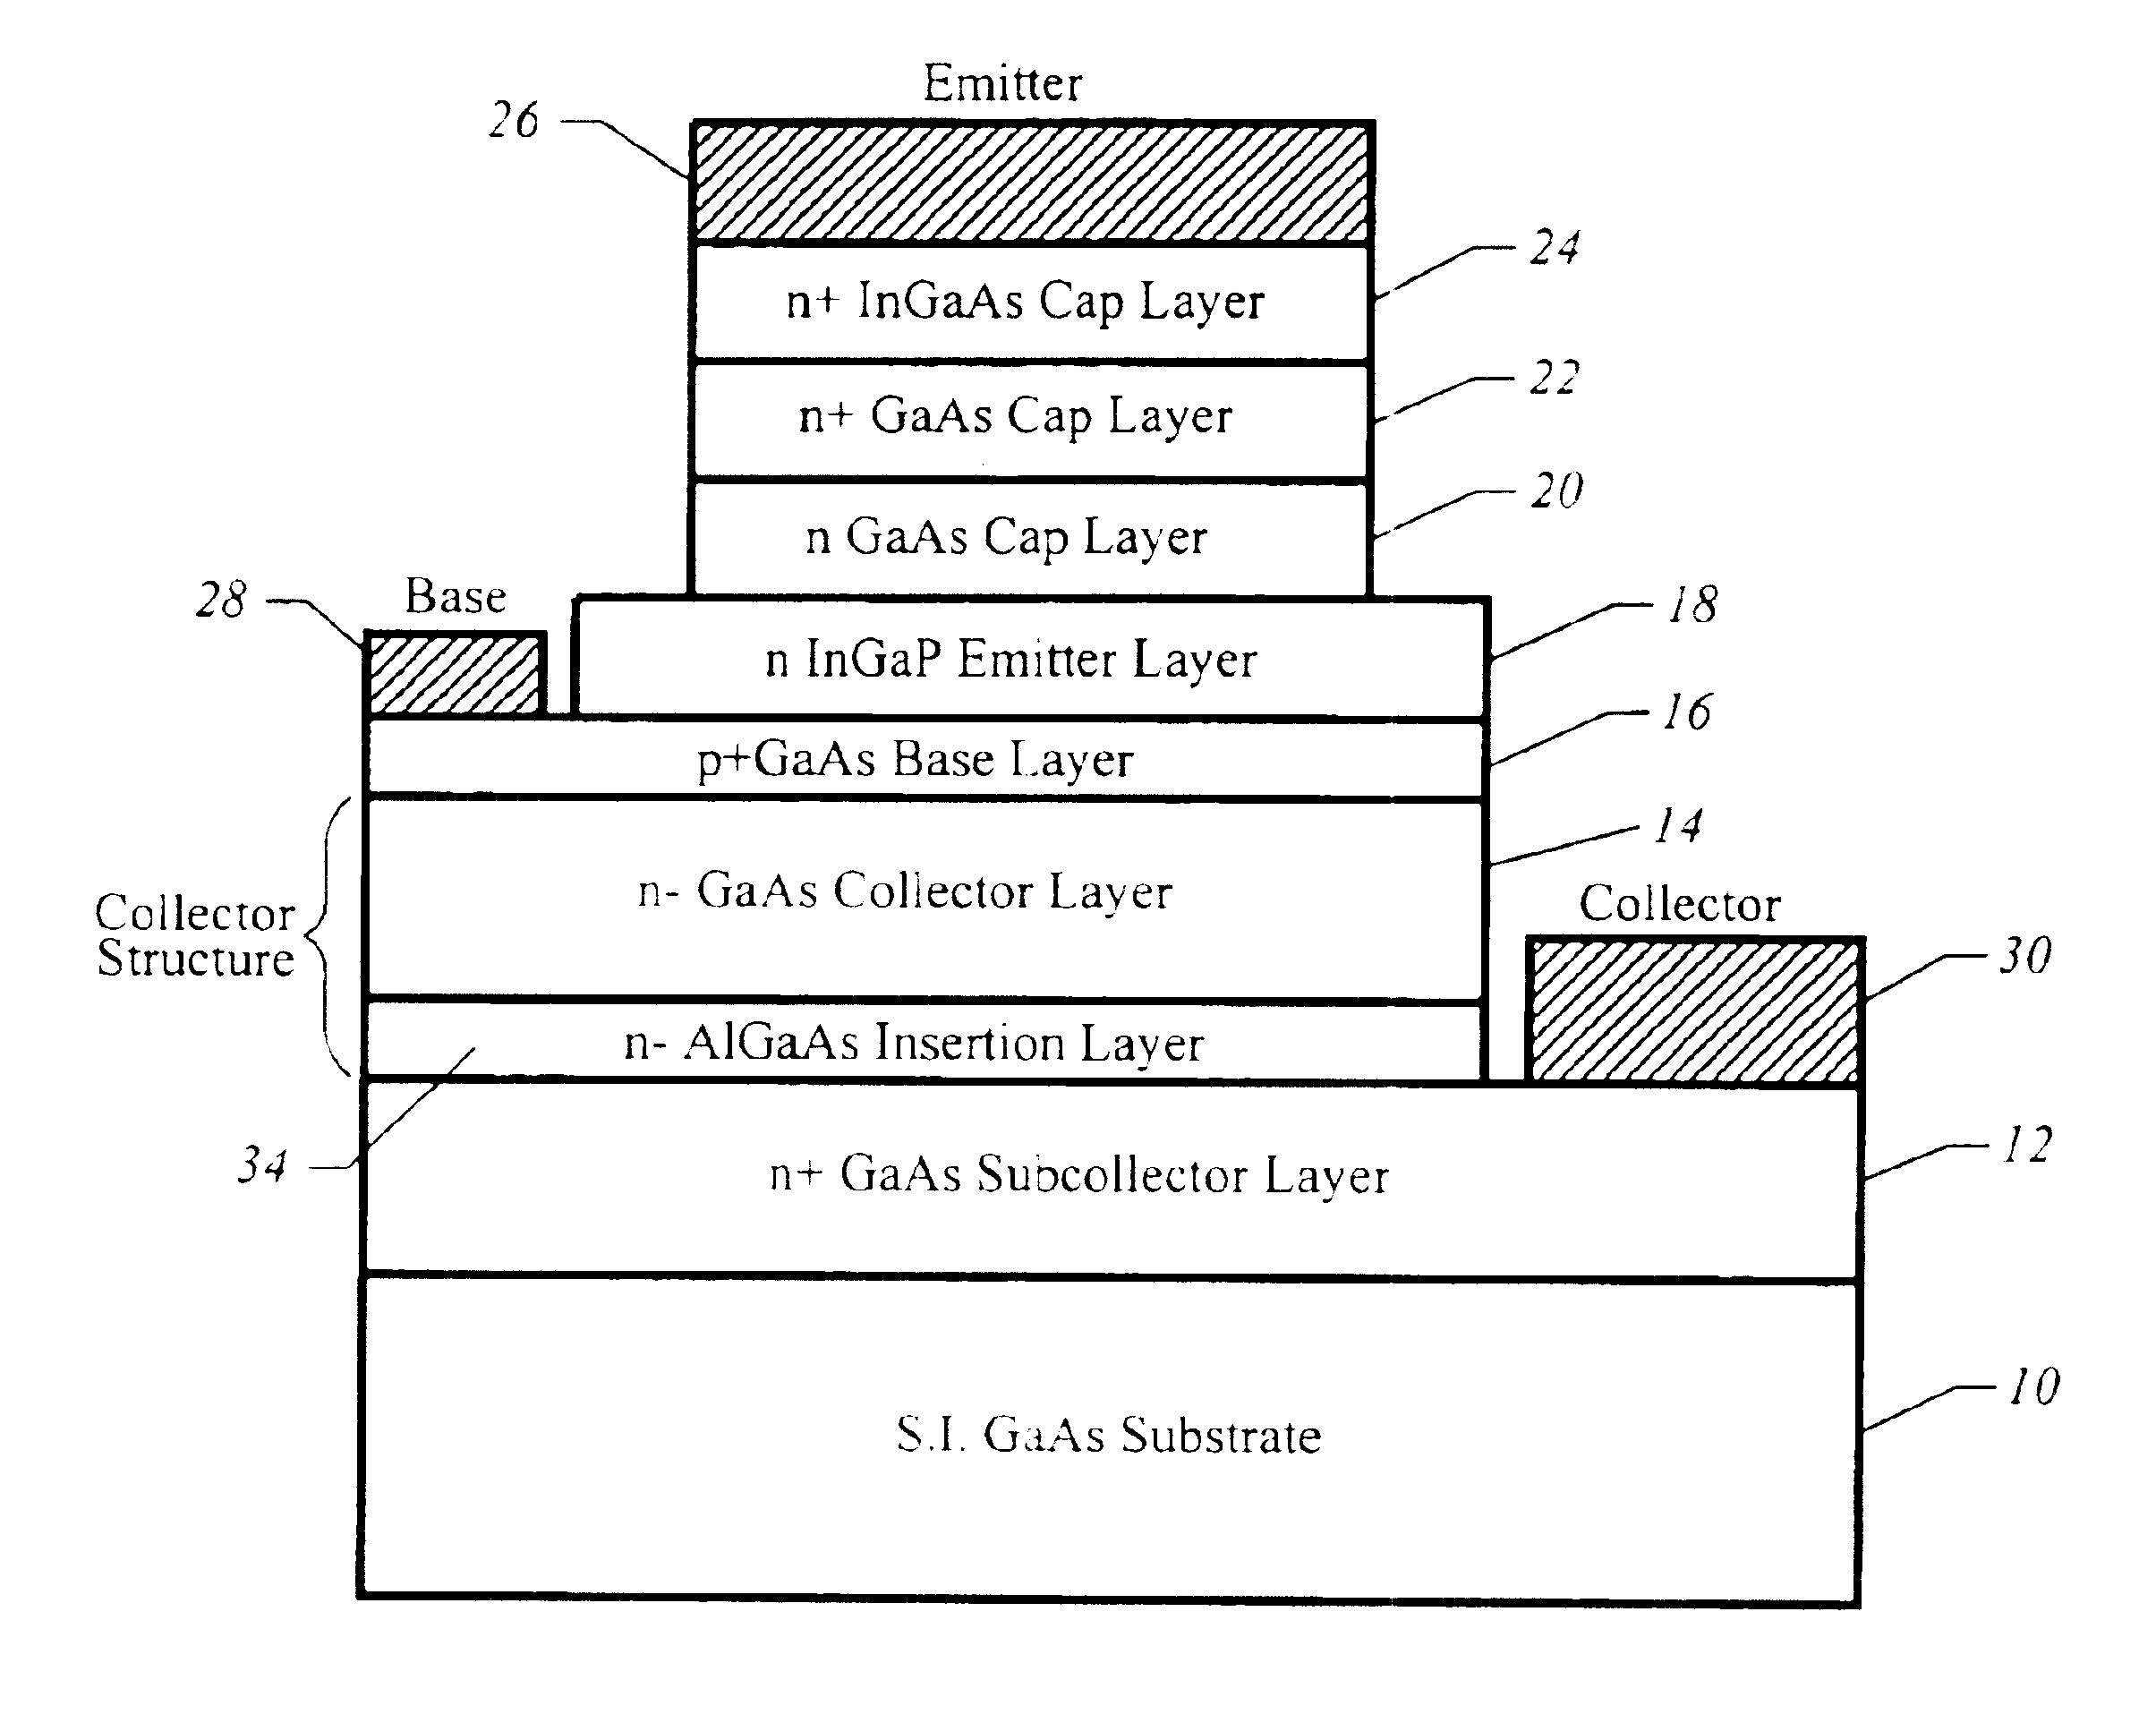 Emitter
26
24
n+ InGaAs Cap Layer
22
n+ GaAs Cap Layer
20
n GaAs Cap Layer
28
Base
18
n InGaP Emitter Layer
16
p+GaAs Base Layer
14
n- GaAs Collector Layer
Collector
Structure
Collector
30
n- AlGaAs Insertion Layer
34
12
n+ GaAs Subcollector Layer
10
S.I. GaAs Substrate